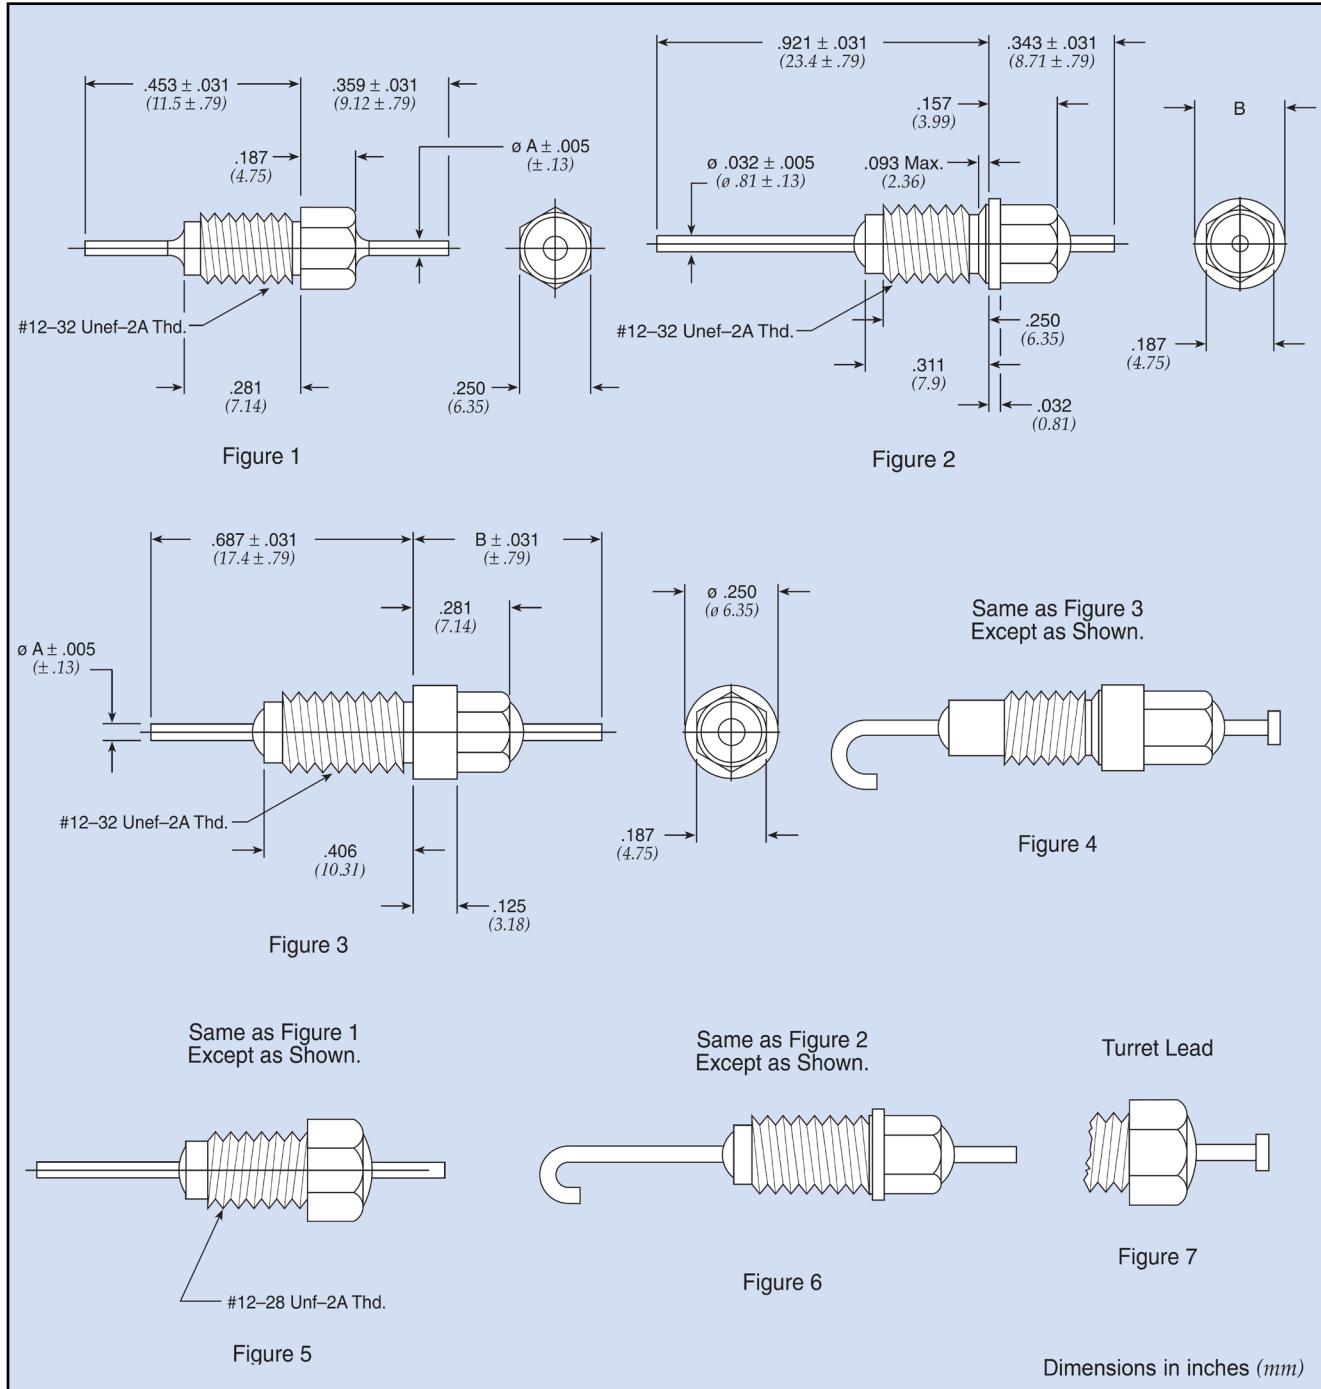 .453 ± .031
(11.5 ± .79)
.359 ± .031
(9.12 ± .79)
.187
(4.75)
ø A ± .005
(± .13)
#12–32 Unef–2A Thd.
.281
(7.14)
.250
(6.35)
Figure 1
.921 ± .031
(23.4 ± .79)
.343 ± .031
(8.71 ± .79)
.157
(3.99)
B
ø .032 ± .005
(ø .81 ± .13)
.093 Max.
(2.36)
#12–32 Unef–2A Thd.
.250
(6.35)
.311
(7.9)
.187
(4.75)
.032
(0.81)
Figure 2
.687 ± .031
(17.4 ± .79)
B ± .031
(± .79)
.281
(7.14)
ø A ± .005
(± .13)
ø .250
(ø 6.35)
#12–32 Unef–2A Thd.
.406
(10.31)
.187
(4.75)
.125
(3.18)
Figure 3
Same as Figure 3
Except as Shown.
Figure 4
Same as Figure 1
Except as Shown.
#12–28 Unf–2A Thd.
Figure 5
Same as Figure 2
Except as Shown.
Figure 6
Turret Lead
Figure 7
Dimensions in inches (mm)